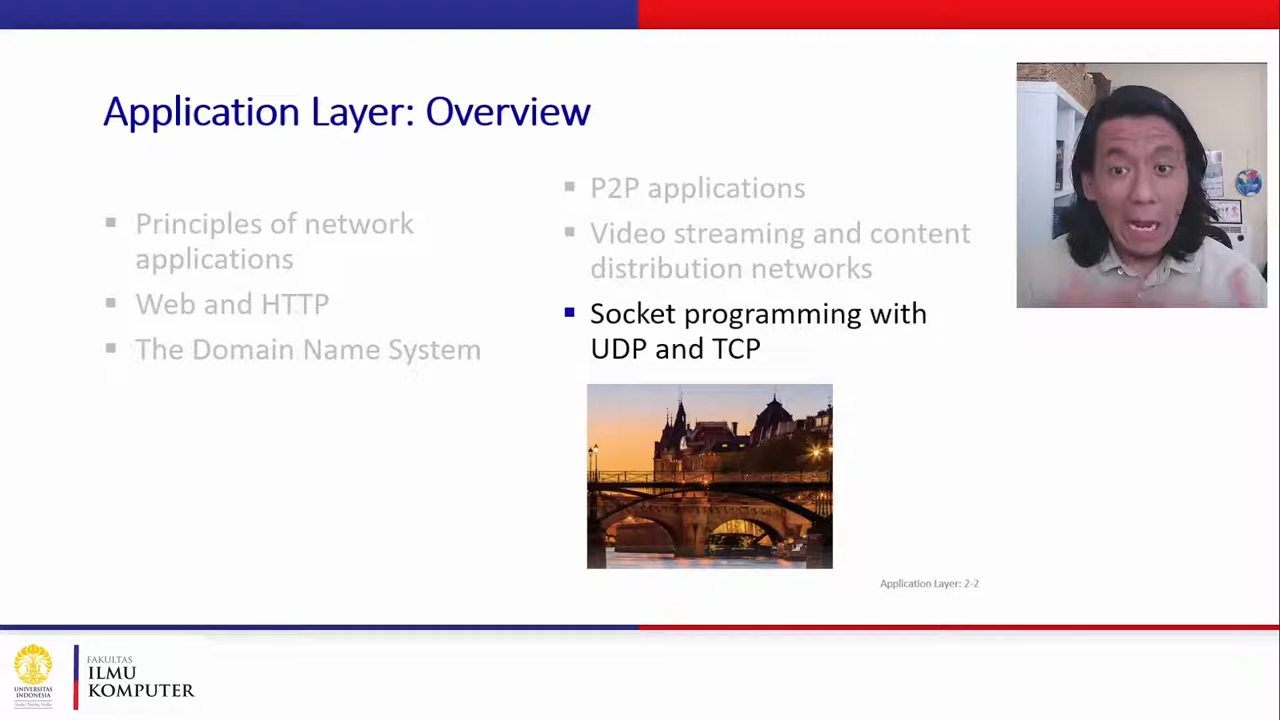 Application Layer: Overview
▪ Principles of network
applications
▪ Web and HTTP
▪ The Domain Name System
▪ P2P applications
▪ Video streaming and content
distribution networks
▪ Socket programming with
UDP and TCP
Application Layer: 2-2
UNIVERSITAS
INDONESIA
FAKULTAS
ILMU
KOMPUTER